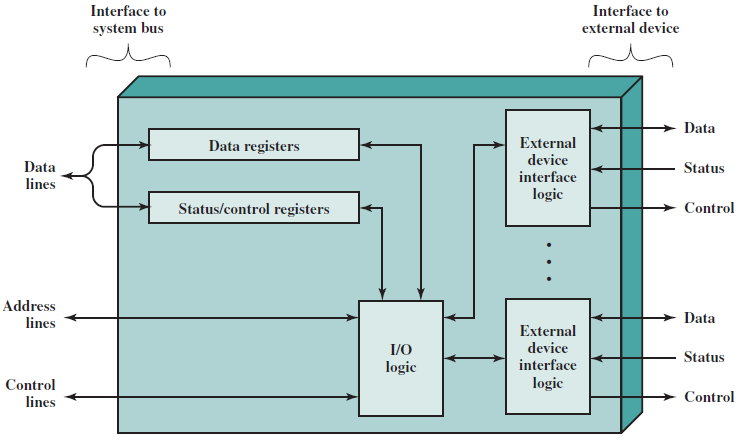 Interface to
system bus
Interface to
external device
Data registers
External
device
interface
logic
Data
Data
lines
Status
Status/control registers
Control
Address
lines
I/O
logic
External
device
interface
logic
Data
Status
Control
lines
Control